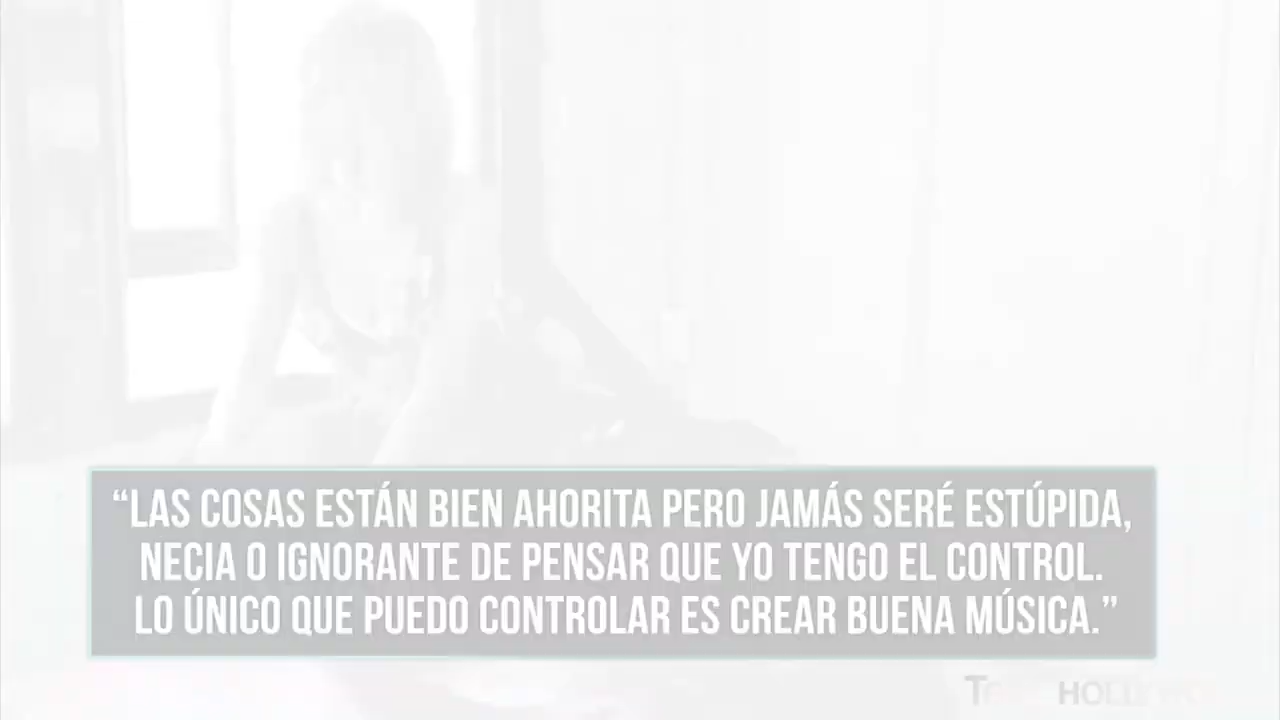 “LAS COSAS ESTÁN BIEN AHORITA PERO JAMÁS SERÉ ESTÚPIDA,
NECIA O IGNORANTE DE PENSAR QUE YO TENGO EL CONTROL.
LO ÚNICO QUE PUEDO CONTROLAR ES CREAR BUENA MÚSICA.”